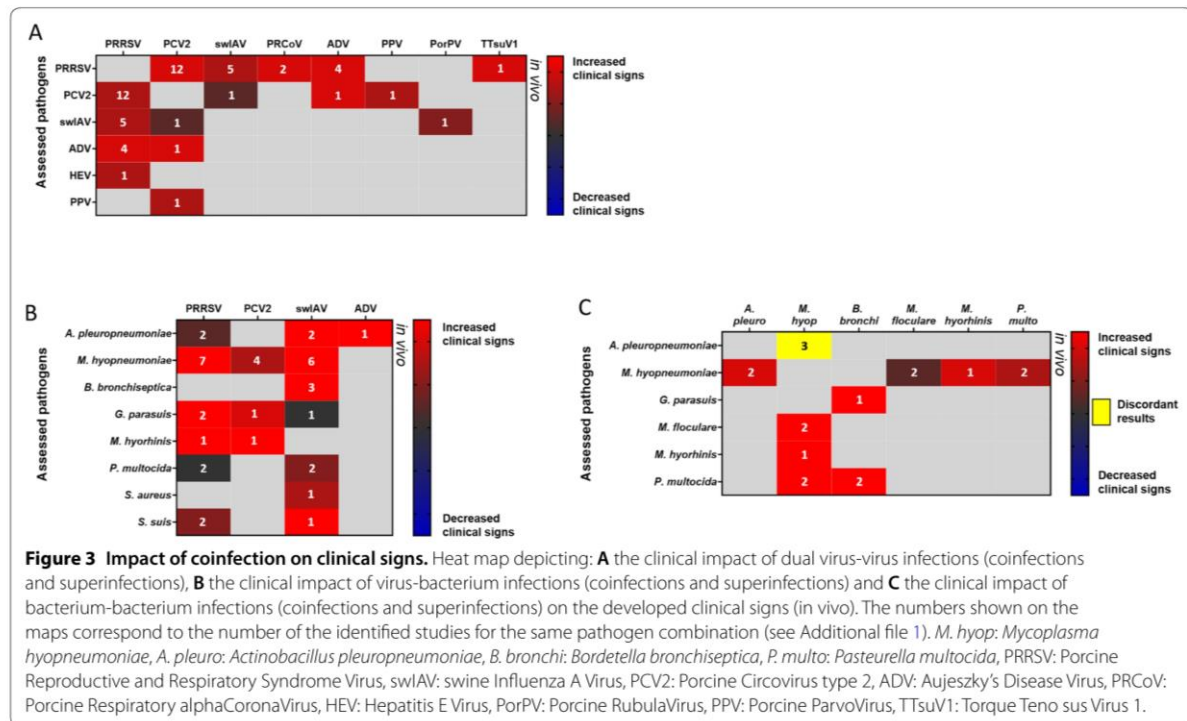 A
PRRSV PCV2 swIAV PRCoV ADV PPV PorPV TTsuV1
Assessed pathogens
PRRSV 12 5 2 4 1
PCV2 12 1 1 1
swIAV 5 1 1
ADV 4 1
HEV 1
PPV 1
in vivo
Increased
clinical signs
Decreased
clinical signs
B
PRRSV PCV2 swIAV ADV
Assessed pathogens
A. pleuropneumoniae 2 2 1
M. hyopneumoniae 7 4 6
B. bronchiseptica 3
G. parasuis 2 1 1
M. hyorhinis 1 1
P. multocida 2 2
S. aureus 1
S. suis 2 1
in vivo
Increased
clinical signs
Decreased
clinical signs
C
A. M. B. M. M. P.
pleuro hyop bronchi floculare hyorhinis multo
Assessed pathogens
A. pleuropneumoniae 3
M. hyopneumoniae 2 2 1 2
G. parasuis 1
M. floculare 2
M. hyorhinis 1
P. multocida 2 2
in vivo
Increased
clinical signs
Discordant
results
Decreased
clinical signs
Figure 3 Impact of coinfection on clinical signs. Heat map depicting: A the clinical impact of dual virus-virus infections (coinfections
and superinfections), B the clinical impact of virus-bacterium infections (coinfections and superinfections) and C the clinical impact of
bacterium-bacterium infections (coinfections and superinfections) on the developed clinical signs (in vivo). The numbers shown on the
maps correspond to the number of the identified studies for the same pathogen combination (see Additional file 1). M. hyop: Mycoplasma
hyopneumoniae, A. pleuro: Actinobacillus pleuropneumoniae, B. bronchi: Bordetella bronchiseptica, P. multo: Pasteurella multocida, PRRSV: Porcine
Reproductive and Respiratory Syndrome Virus, swIAV: swine Influenza A Virus, PCV2: Porcine Circovirus type 2, ADV: Aujeszky's Disease Virus, PRCoV:
Porcine Respiratory alphaCoronaVirus, HEV: Hepatitis E Virus, PorPV: Porcine RubulaVirus, PPV: Porcine ParvoVirus, TTsuV1: Torque Teno sus Virus 1.